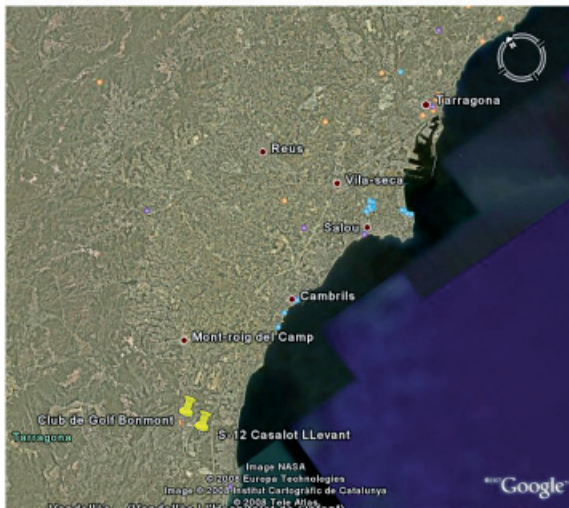 Tarragona
Reus
Vila-seca
Salou
Cambrils
Mont-roig del Camp
Club de Golf Bonmont
Tarragona
S-12 Casalot LLevant
Image NASA
© 2008 Europa Technologies
Image © 2008 Institut Cartogràfic de Catalunya
© 2008 Tele Atlas
Google